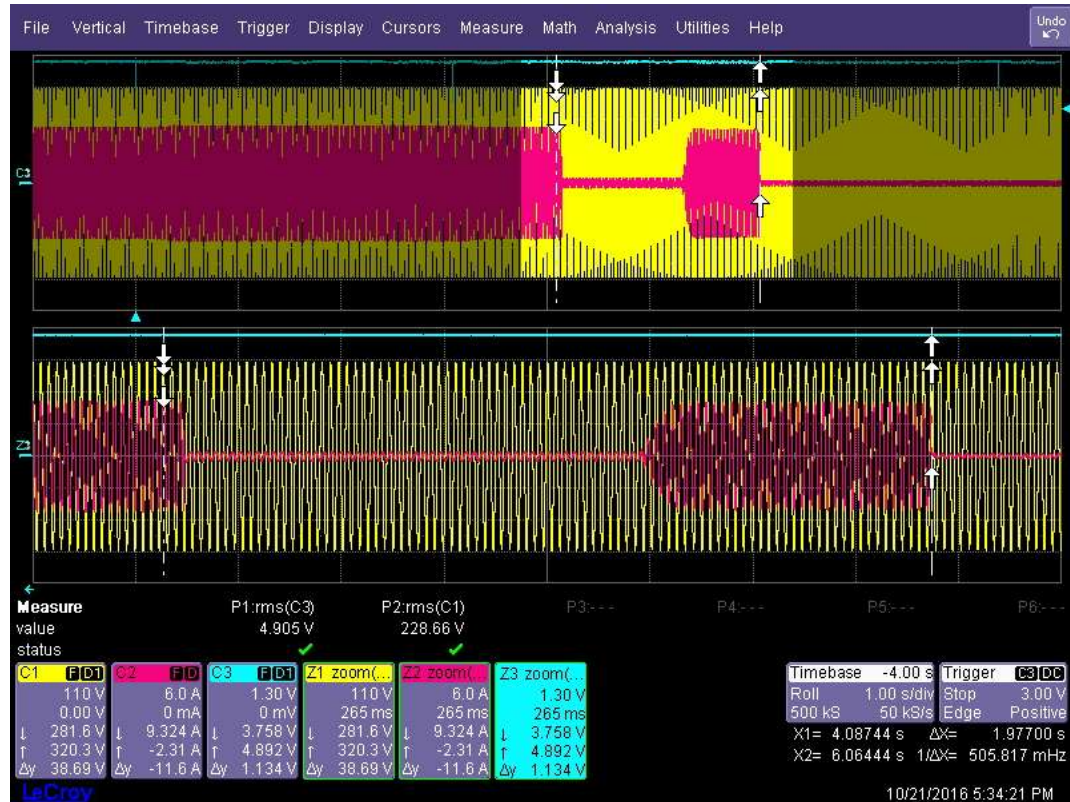 File Vertical Timebase Trigger Display Cursors Measure Math Analysis Utilities Help Undo
C3
Z3
Measure P1:rms(C3) P2:rms(C1) P3:--- P4:--- P5:--- P6:---
value 4.905 V 228.66 V
status
C1 F D1 C2 F D C3 F D1 Z1 zoom(... Z2 zoom(... Z3 zoom(...
110 V 6.0 A 1.30 V 110 V 6.0 A 1.30 V
0.00 V 0 mA 0 mV 265 ms 265 ms 265 ms
↓ 281.6 V ↓ 9.324 A ↓ 3.758 V ↓ 281.6 V ↓ 9.324 A ↓ 3.758 V
↑ 320.3 V ↑ -2.31 A ↑ 4.892 V ↑ 320.3 V ↑ -2.31 A ↑ 4.892 V
Δy 38.69 V Δy -11.6 A Δy 1.134 V Δy 38.69 V Δy -11.6 A Δy 1.134 V
Timebase -4.00 s Trigger C3 DC
Roll 1.00 s/div Stop 3.00 V
500 kS 50 kS/s Edge Positive
X1= 4.08744 s ΔX= 1.97700 s
X2= 6.06444 s 1/ΔX= 505.817 mHz
LeCroy
10/21/2016 5:34:21 PM